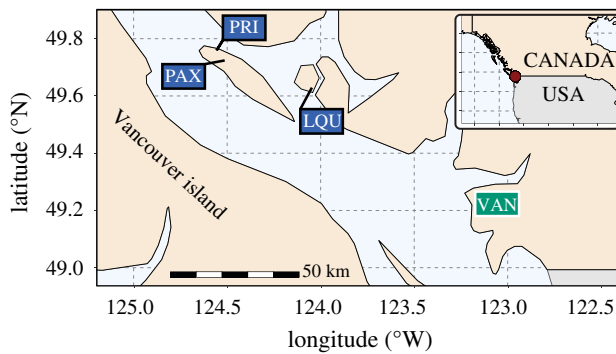 49.8
49.6
49.4
49.2
49.0
latitude (°N)
PRI
PAX
LQU
VAN
Vancouver island
50 km
CANADA
USA
125.0
124.5
124.0
123.5
123.0
122.5
longitude (°W)